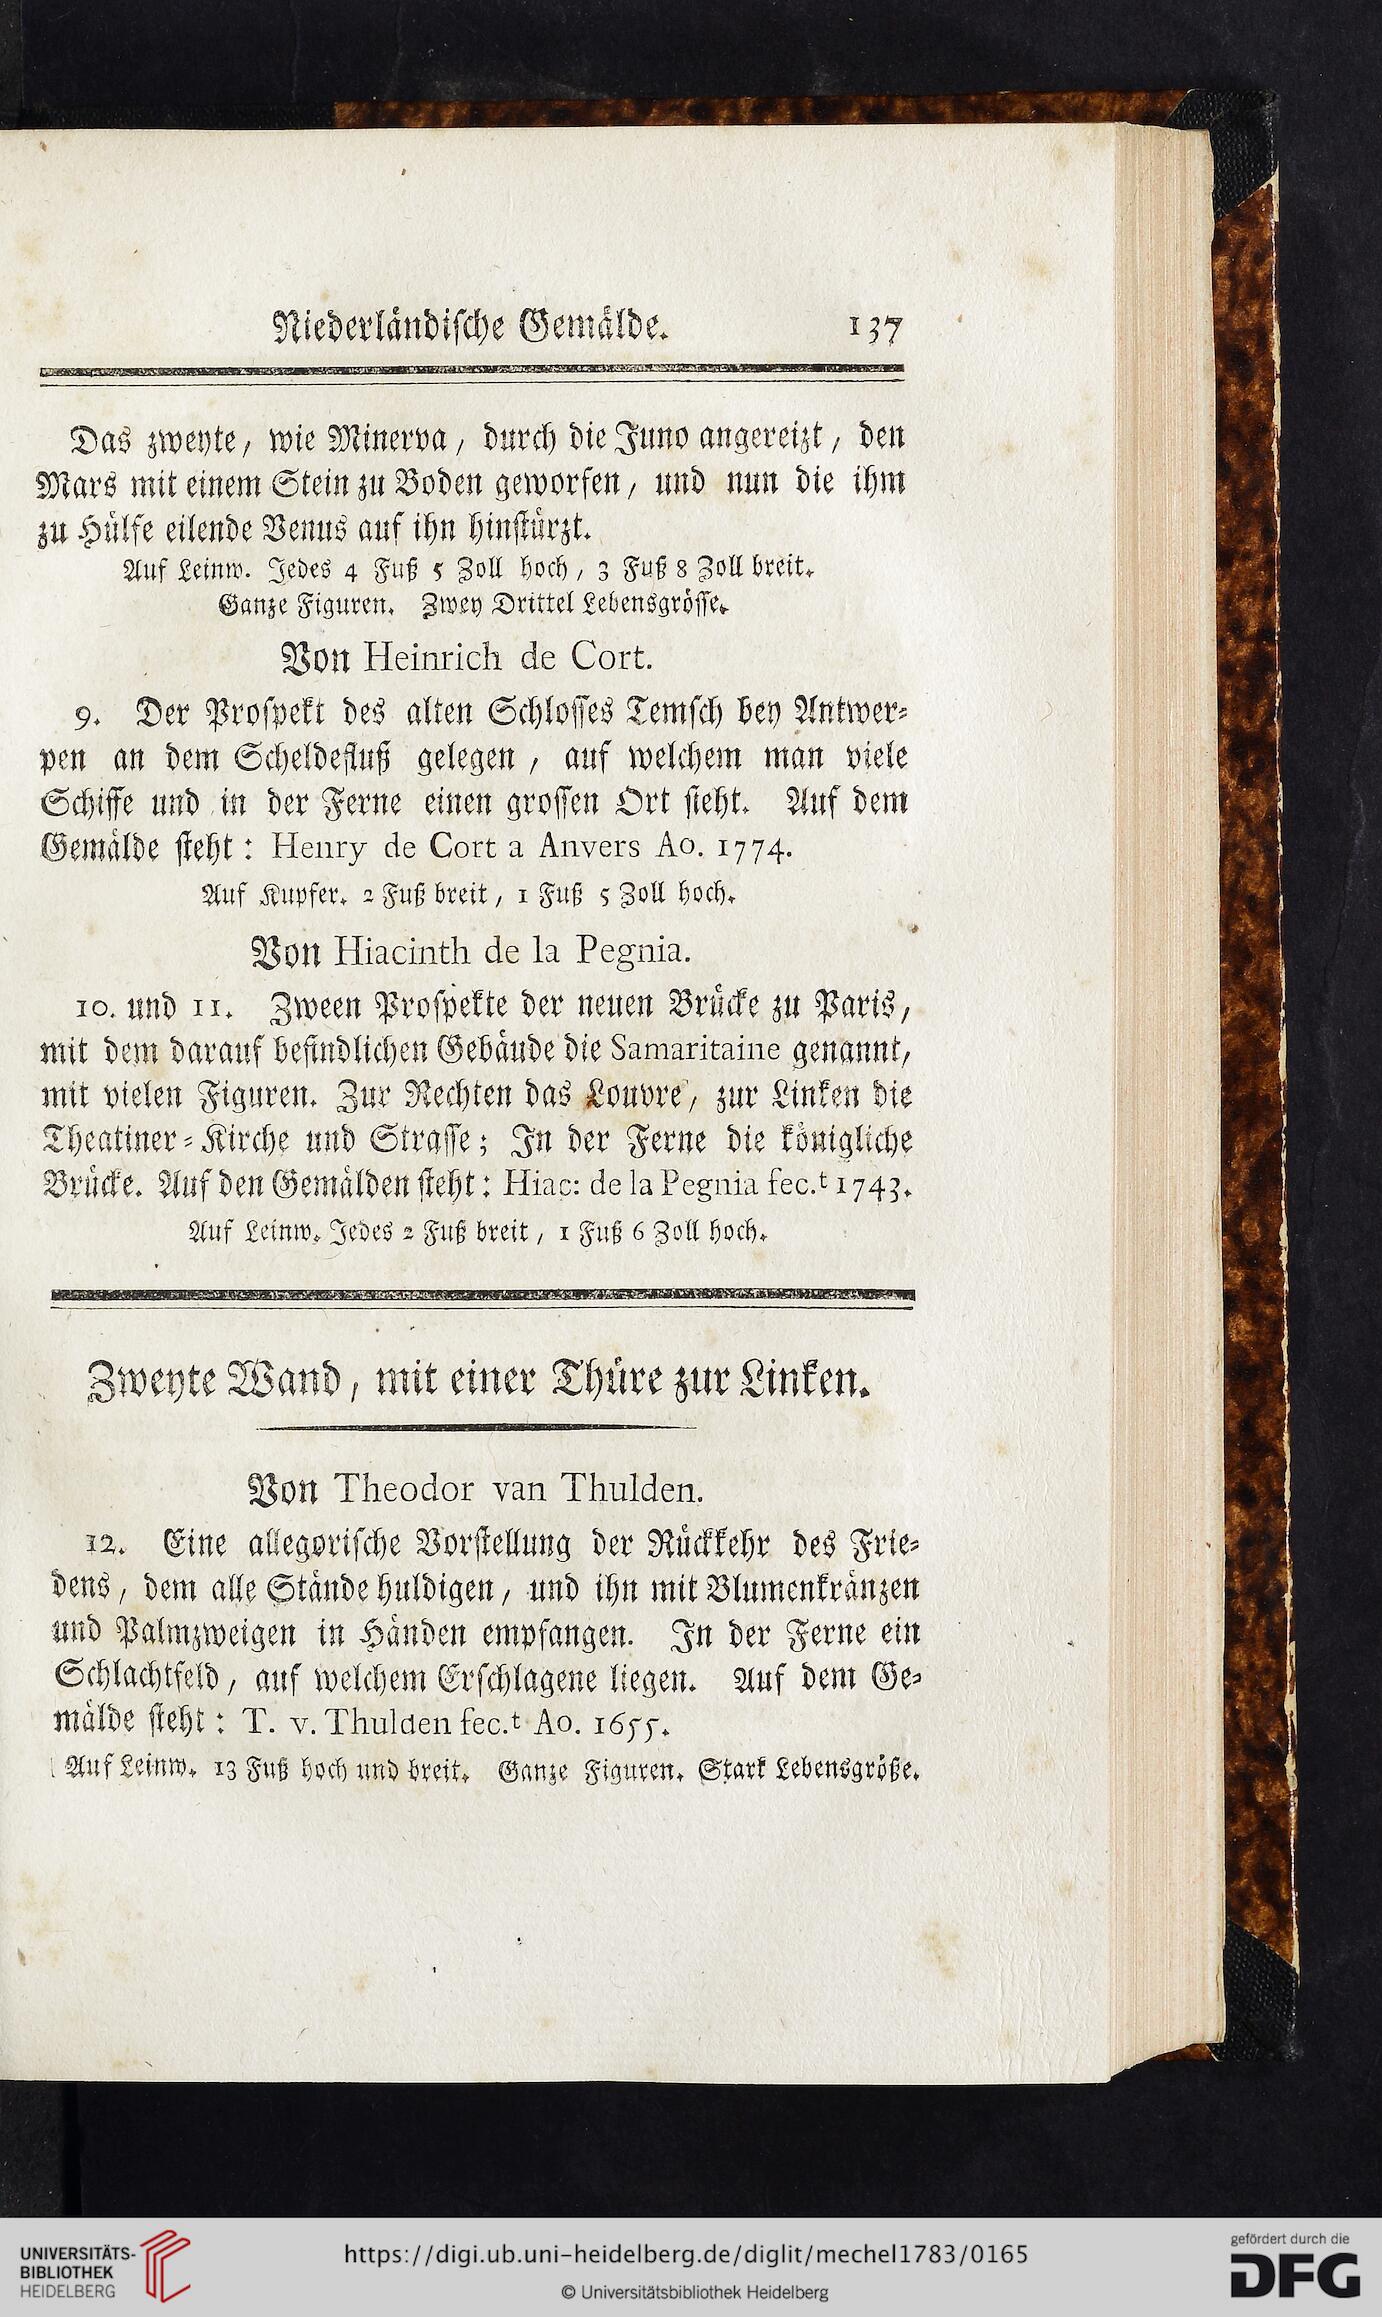 Niederländische Gemälde. 137
Das zweyte, wie Minerva, durch die Juno angereizt, den
Mars mit einem Stein zu Boden geworfen, und nun die ihm
zu Hülfe eilende Venus auf ihn hinstürzt.
Auf Leinw. Jedes 4 Fuß 5 Zoll hoch, 3 Fuß 8 Zoll breit.
Ganze Figuren. Zwey Drittel Lebensgrösse.
Von Heinrich de Cort.
9. Der Prospekt des alten Schlosses Temsch bey Antwer-
pen an dem Scheldefluß gelegen, auf welchem man viele
Schiffe und in der Ferne einen grossen Ort sieht. Auf dem
Gemälde steht: Henry de Cort a Anvers Ao. 1774.
Auf Kupfer. 2 Fuß breit, 1 Fuß 5 Zoll hoch.
Von Hiacinth de la Pegnia.
10. und 11. Zween Prospekte der neuen Brücke zu Paris,
mit dem darauf befindlichen Gebäude die Samaritaine genannt,
mit vielen Figuren. Zur Rechten das Louvre, zur Linken die
Theatiner-Kirche und Strasse; In der Ferne die königliche
Brücke. Auf den Gemälden steht: Hiac: de la Pegnia fec.t 1743.
Auf Leinw. Jedes 2 Fuß breit, 1 Fuß 6 Zoll hoch.
Zweyte Wand, mit einer Thüre zur Linken.
Von Theodor van Thulden.
12. Eine allegorische Vorstellung der Rückkehr des Frie-
dens, dem alle Stände huldigen, und ihn mit Blumenkränzen
und Palmzweigen in Händen empfangen. In der Ferne ein
Schlachtfeld, auf welchem Erschlagene liegen. Auf dem Ge-
mälde steht: T. v. Thulden fec.t Ao. 1655.
Auf Leinw. 13 Fuß hoch und breit. Ganze Figuren. Stark Lebensgröße.
UNIVERSITÄTS-
BIBLIOTHEK
HEIDELBERG
https://digi.ub.uni-heidelberg.de/diglit/mechel1783/0165
© Universitätsbibliothek Heidelberg
gefördert durch die
DFG